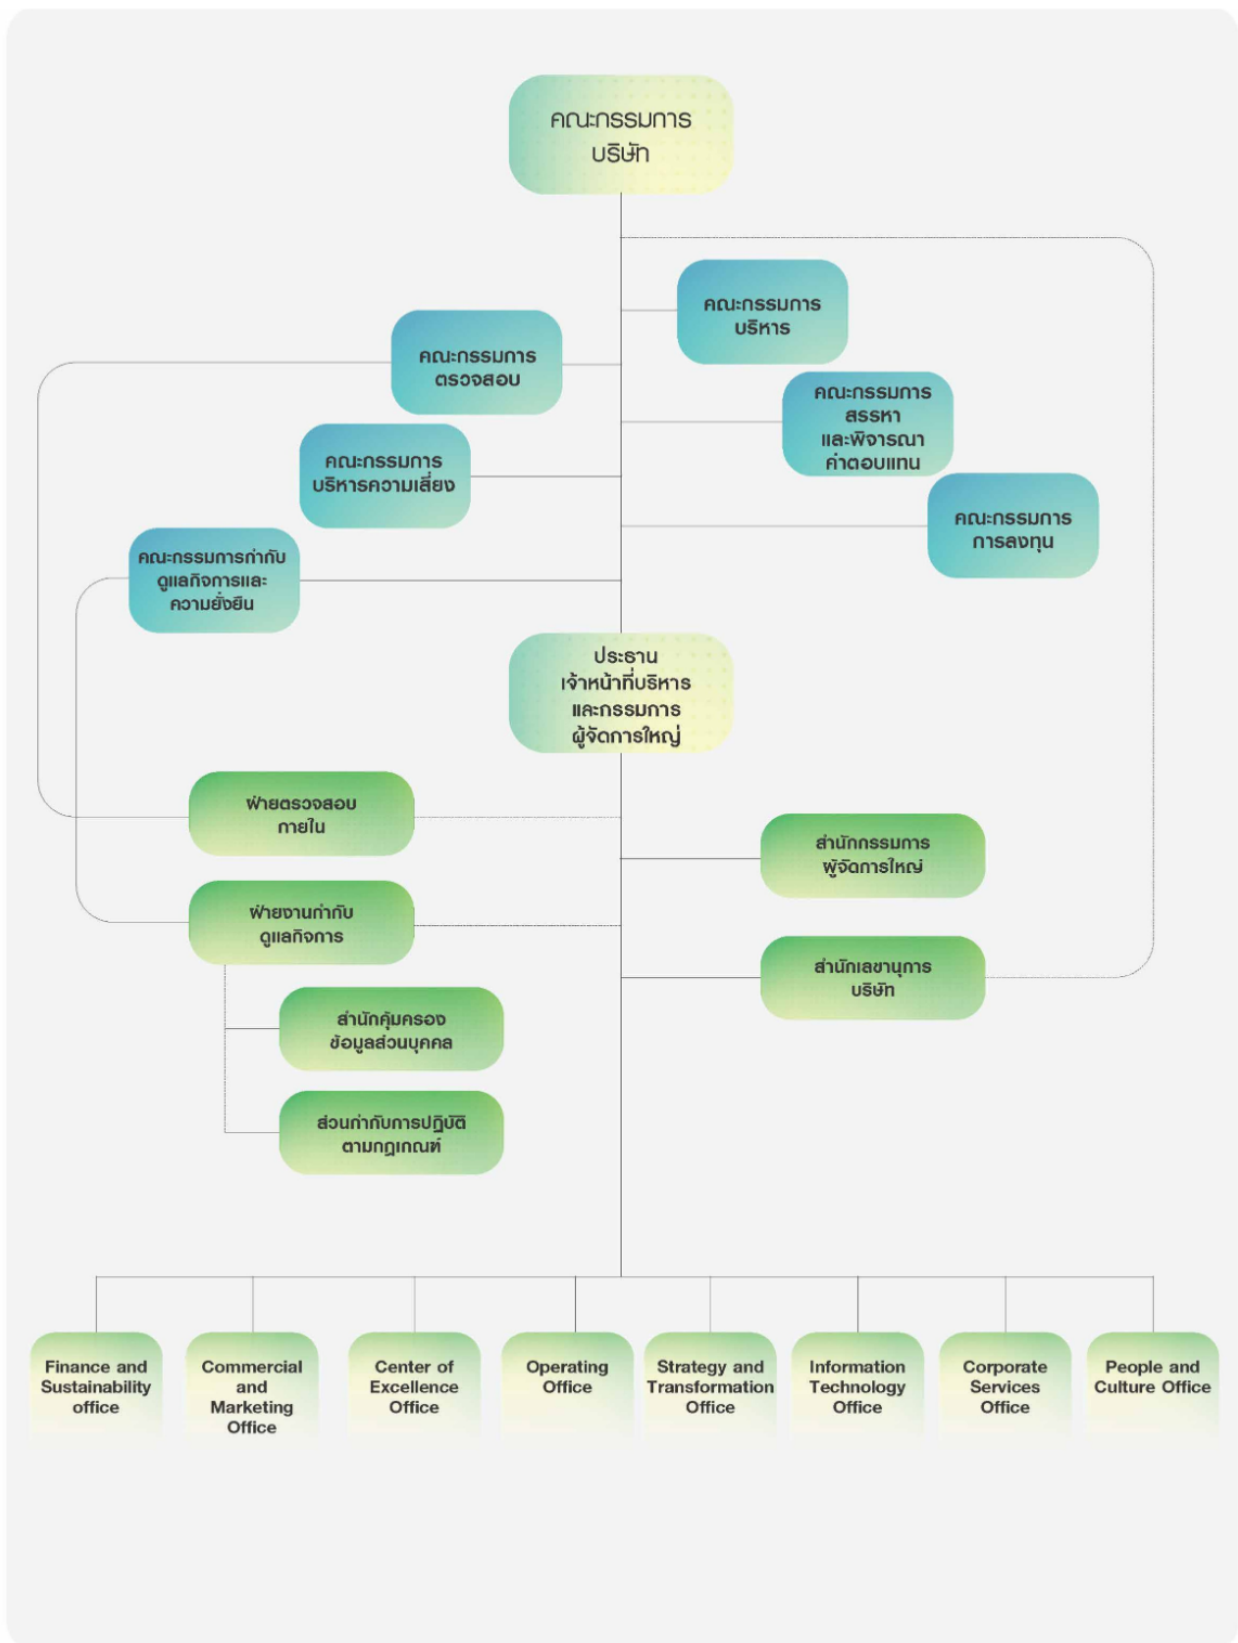 คณะกรรมการ
บริษัท
คณะกรรมการ
บริหาร
คณะกรรมการ
ตรวจสอบ
คณะกรรมการ
สรรหา
และพิจารณา
ค่าตอบแทน
คณะกรรมการ
บริหารความเสี่ยง
คณะกรรมการ
การลงทุน
คณะกรรมการกำกับ
ดูแลกิจการและ
ความยั่งยืน
ประธาน
เจ้าหน้าที่บริหาร
และกรรมการ
ผู้จัดการใหญ่
ฝ่ายตรวจสอบ
ภายใน
สำนักกรรมการ
ผู้จัดการใหญ่
ฝ่ายงานกำกับ
ดูแลกิจการ
สำนักเลขานุการ
บริษัท
สำนักคุ้มครอง
ข้อมูลส่วนบุคคล
ส่วนกำกับการปฏิบัติ
ตามกฎเกณฑ์
Finance and
Sustainability
office
Commercial
and
Marketing
Office
Center of
Excellence
Office
Operating
Office
Strategy and
Transformation
Office
Information
Technology
Office
Corporate
Services
Office
People and
Culture Office